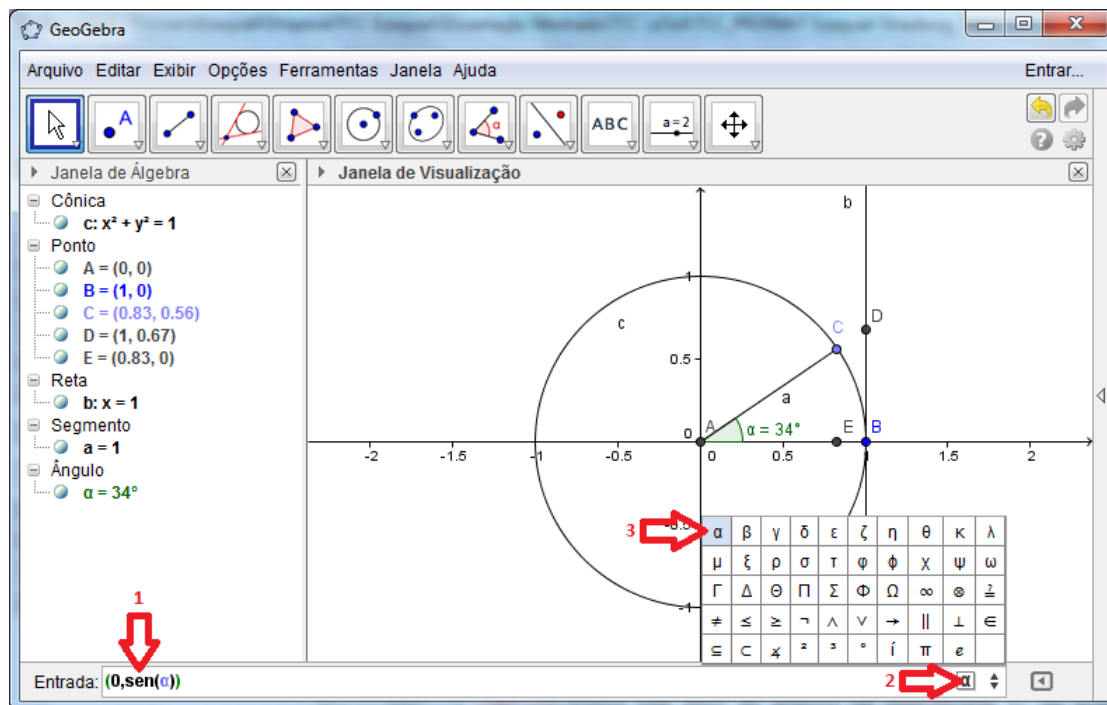 GeoGebra
Arquivo Editar Exibir Opções Ferramentas Janela Ajuda
Entrar...
A
α
ABC
a=2
Janela de Álgebra
Janela de Visualização
Cônica
c: x² + y² = 1
Ponto
A = (0, 0)
B = (1, 0)
C = (0.83, 0.56)
D = (1, 0.67)
E = (0.83, 0)
Reta
b: x = 1
Segmento
a = 1
Ângulo
α = 34°
b
1
c
C
D
0.5
a
0 A α = 34° E B
-2 -1.5 -1 -0.5 0 0.5 1 1.5 2
-0.5
-1
3
α β γ δ ε ζ η θ κ λ
μ ξ ρ σ τ φ ϕ χ ψ ω
Γ Δ Θ Π Σ Φ Ω ∞ ⊗ ≟
≠ ≤ ≥ ¬ ∧ ∨ → ∥ ⊥ ∈
⊆ ⊂ ∡ ² ³ ° í π ℯ
1
Entrada: (0,sen(α))
2
α